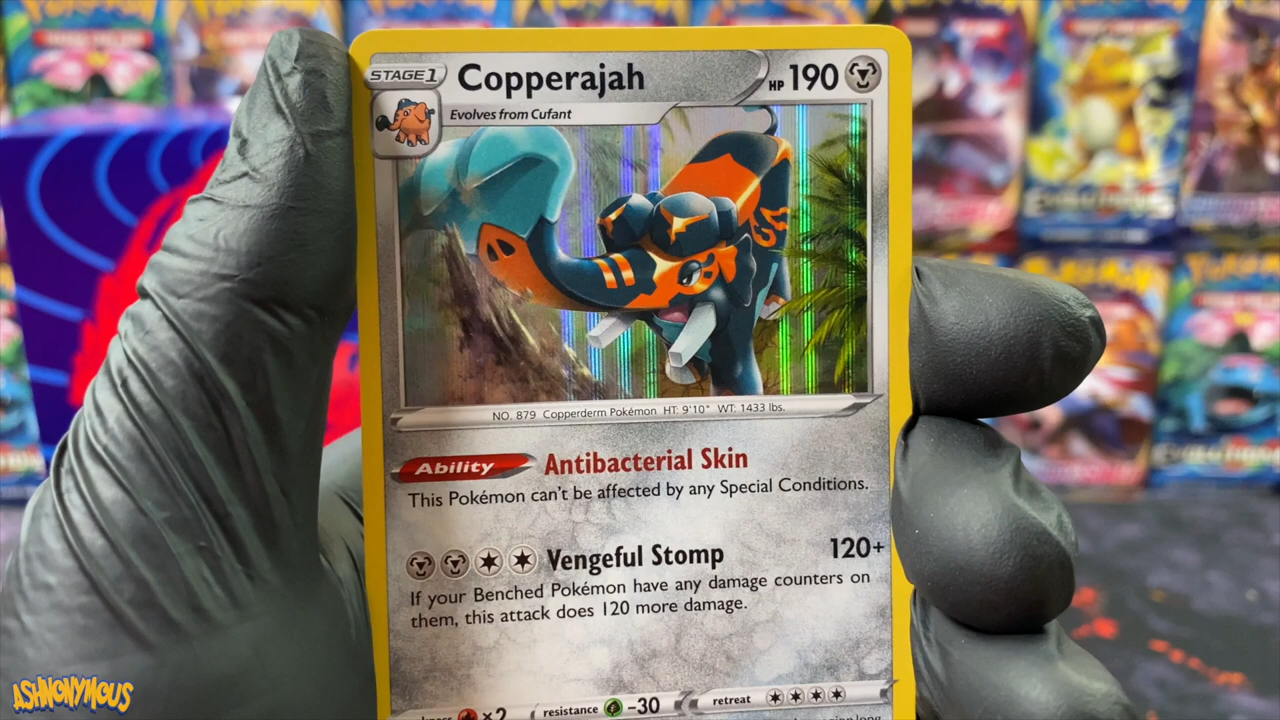 STAGE 1
Copperajah
HP 190
Evolves from Cufant
NO. 879 Copperderm Pokémon HT: 9'10" WT: 1433 lbs.
Ability Antibacterial Skin
This Pokémon can't be affected by any Special Conditions.
Vengeful Stomp 120+
If your Benched Pokémon have any damage counters on
them, this attack does 120 more damage.
×2 resistance -30 retreat
EVOLUTIONS
POKÉMON
ASHNONYMOUS